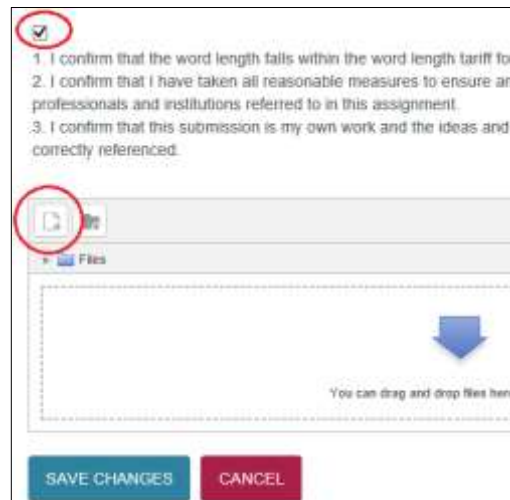 1. I confirm that the word length falls within the word length tariff fo
2. I confirm that I have taken all reasonable measures to ensure an
professionals and institutions referred to in this assignment.
3. I confirm that this submission is my own work and the ideas and
correctly referenced.
Files
You can drag and drop files here
SAVE CHANGES
CANCEL